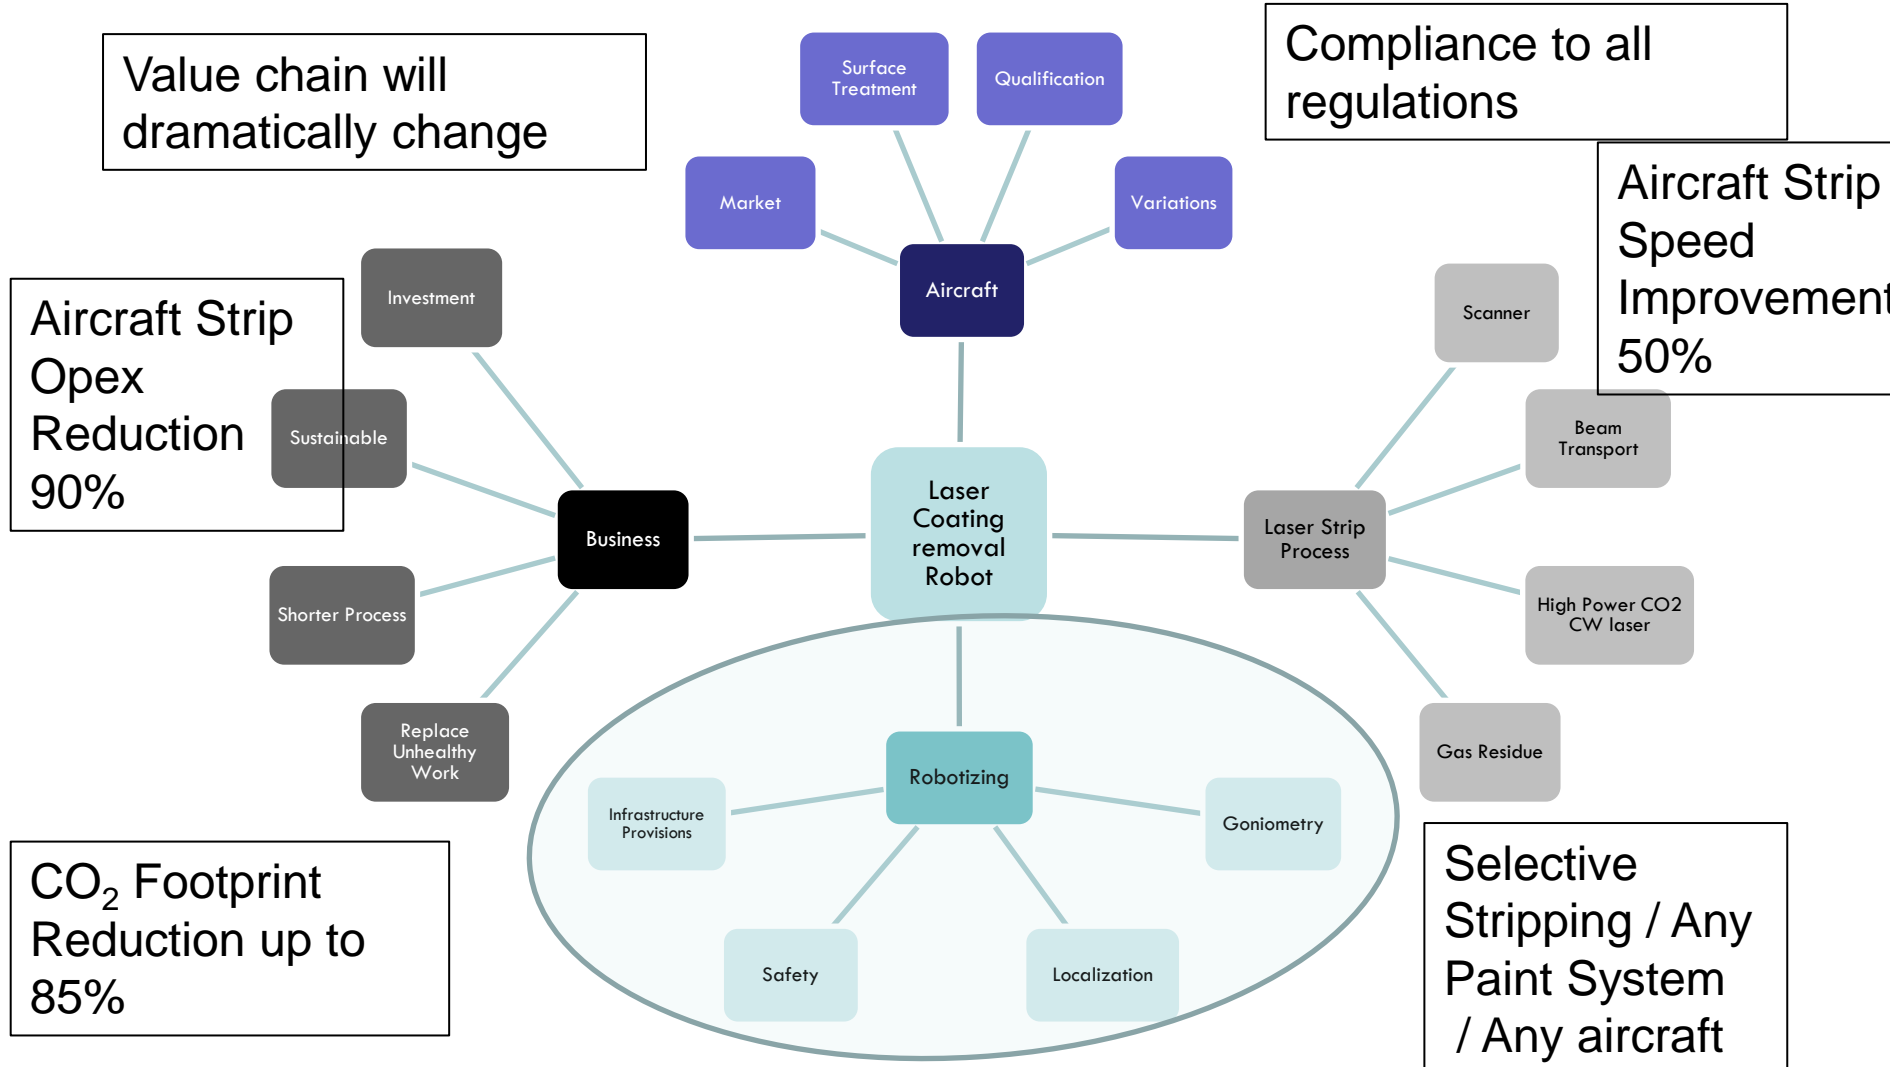 Value chain will
dramatically change
Surface
Treatment
Qualification
Compliance to all
regulations
Market
Variations
Aircraft Strip
Speed
Improvement
50%
Aircraft
Investment
Scanner
Aircraft Strip
Opex
Reduction
90%
Sustainable
Beam
Transport
Laser
Coating
removal
Robot
Business
Laser Strip
Process
Shorter Process
High Power CO2
CW laser
Replace
Unhealthy
Work
Gas Residue
Robotizing
Infrastructure
Provisions
Goniometry
Safety
Localization
CO₂ Footprint
Reduction up to
85%
Selective
Stripping / Any
Paint System
/ Any aircraft